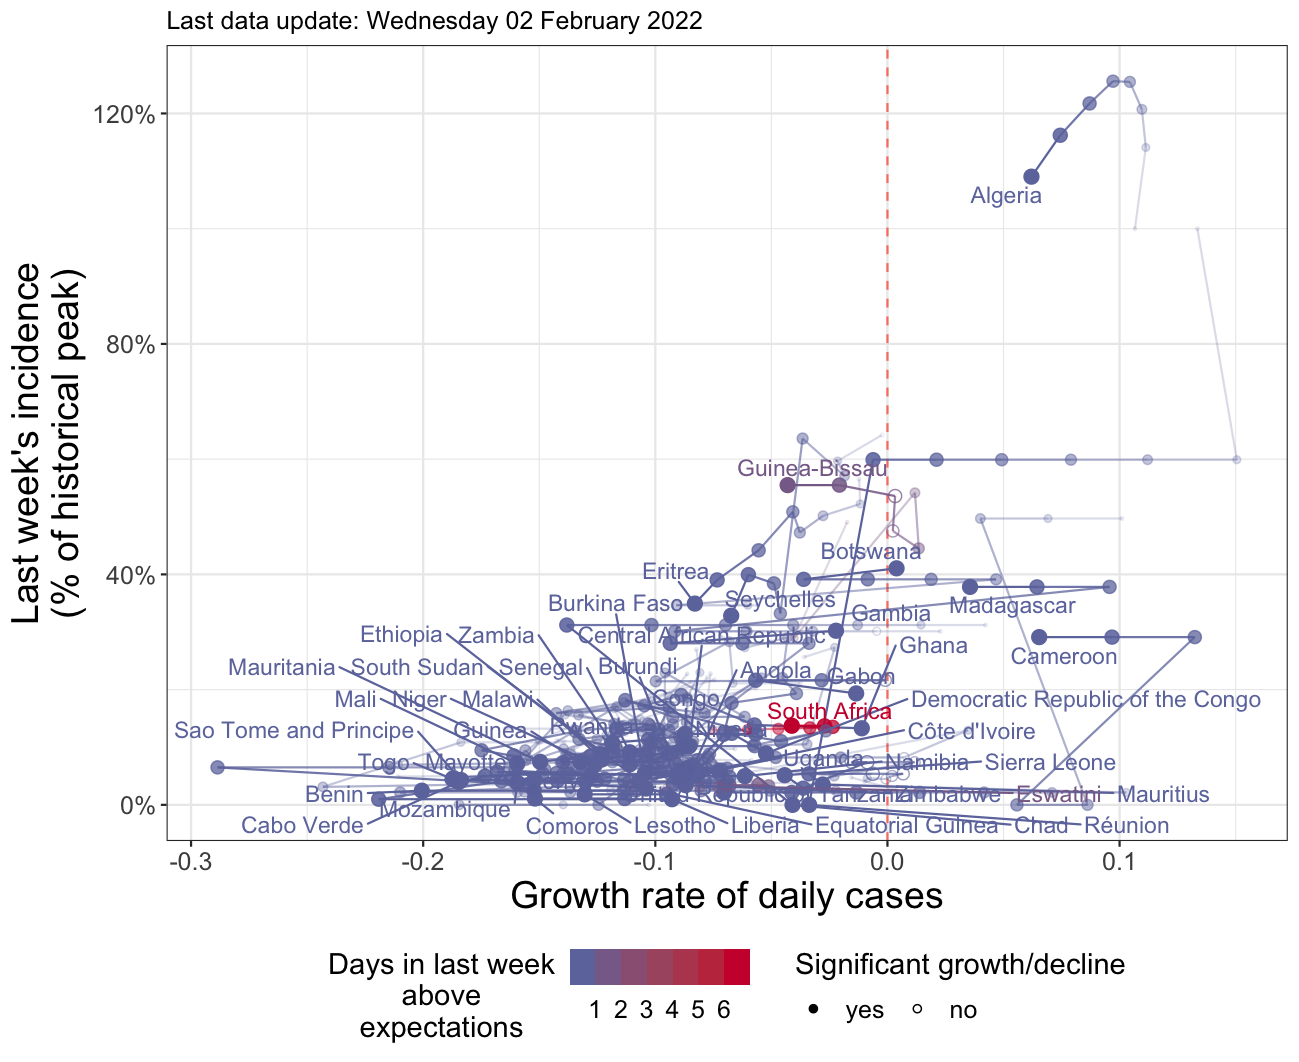 Last data update: Wednesday 02 February 2022
Last week's incidence
(% of historical peak)
120%
80%
40%
0%
Algeria
Guinea-Bissau
Botswana
Eritrea
Burkina Faso
Seychelles
Gambia
Madagascar
Ethiopia
Zambia
Central African Republic
Ghana
Cameroon
Mauritania
South Sudan
Senegal
Burundi
Angola
Gabon
Mali
Niger
Malawi
Congo
Democratic Republic of the Congo
South Africa
Sao Tome and Principe
Guinea
Rwanda
Nigeria
Côte d'Ivoire
Togo
Mayotte
Uganda
Namibia
Sierra Leone
Benin
Mozambique
Tanzania
Zimbabwe
Eswatini
Mauritius
Cabo Verde
Comoros
Lesotho
Liberia
Equatorial Guinea
Chad
Réunion
-0.3
-0.2
-0.1
0.0
0.1
Growth rate of daily cases
Days in last week
above
expectations
1 2 3 4 5 6
Significant growth/decline
yes
no